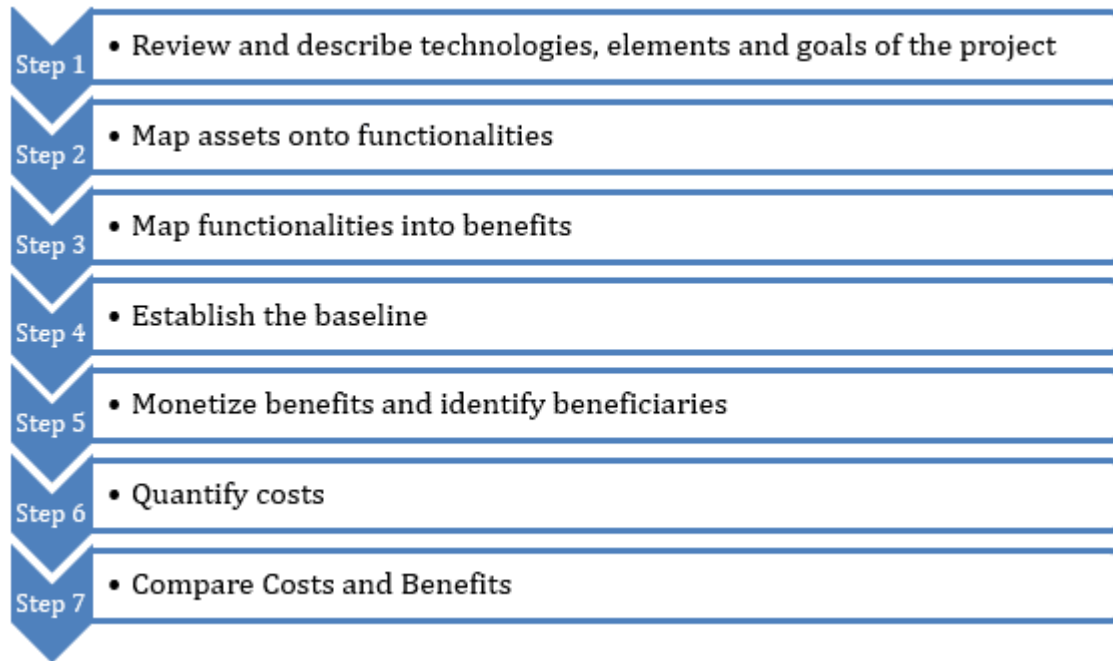 Step 1
• Review and describe technologies, elements and goals of the project
Step 2
• Map assets onto functionalities
Step 3
• Map functionalities into benefits
Step 4
• Establish the baseline
Step 5
• Monetize benefits and identify beneficiaries
Step 6
• Quantify costs
Step 7
• Compare Costs and Benefits